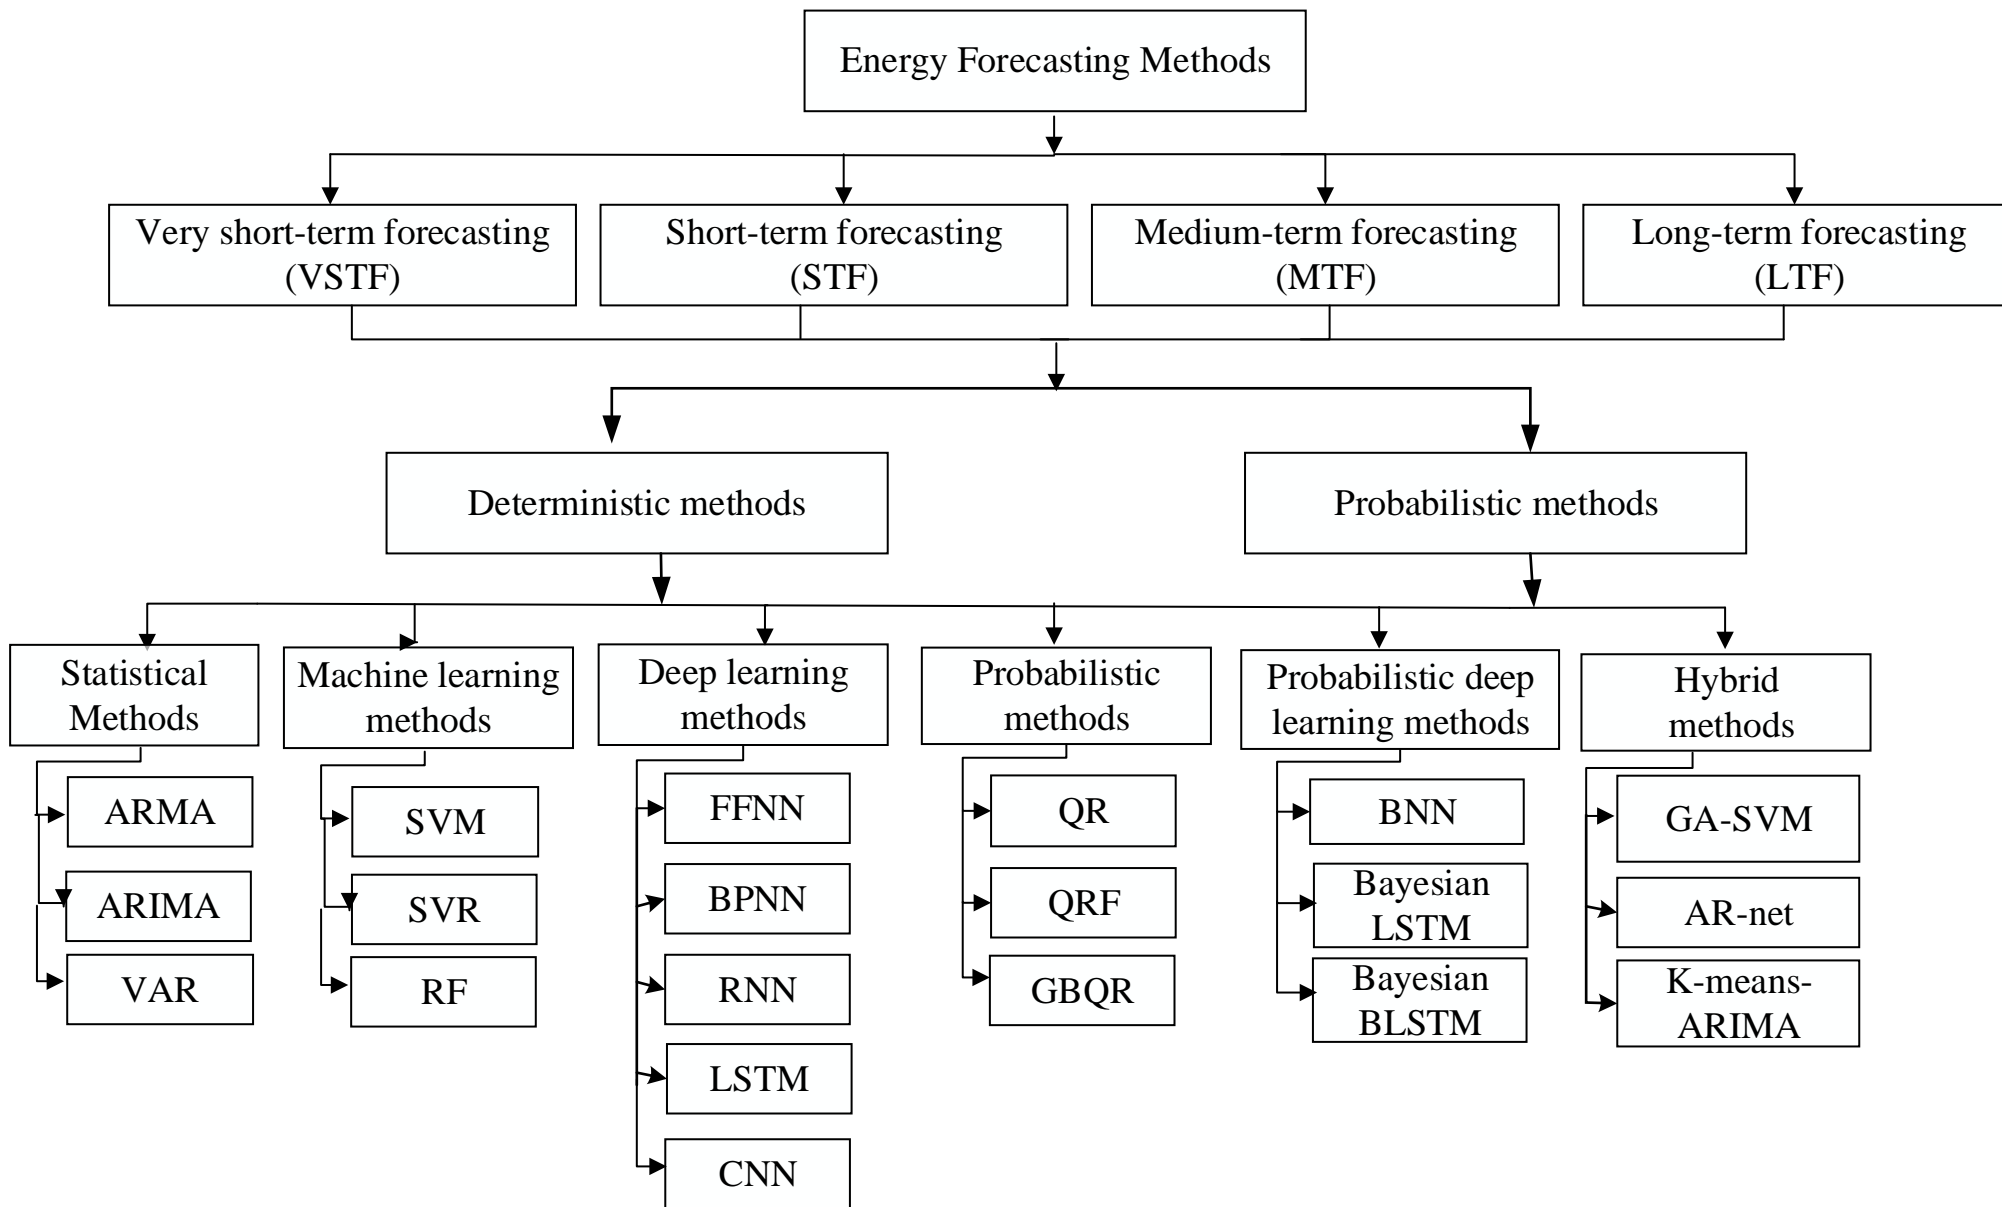 Energy Forecasting Methods
Very short-term forecasting
(VSTF)
Short-term forecasting
(STF)
Medium-term forecasting
(MTF)
Long-term forecasting
(LTF)
Deterministic methods
Probabilistic methods
Statistical
Methods
Machine learning
methods
Deep learning
methods
Probabilistic
methods
Probabilistic deep
learning methods
Hybrid
methods
ARMA
ARIMA
VAR
SVM
SVR
RF
FFNN
BPNN
RNN
LSTM
CNN
QR
QRF
GBQR
BNN
Bayesian
LSTM
Bayesian
BLSTM
GA-SVM
AR-net
K-means-
ARIMA